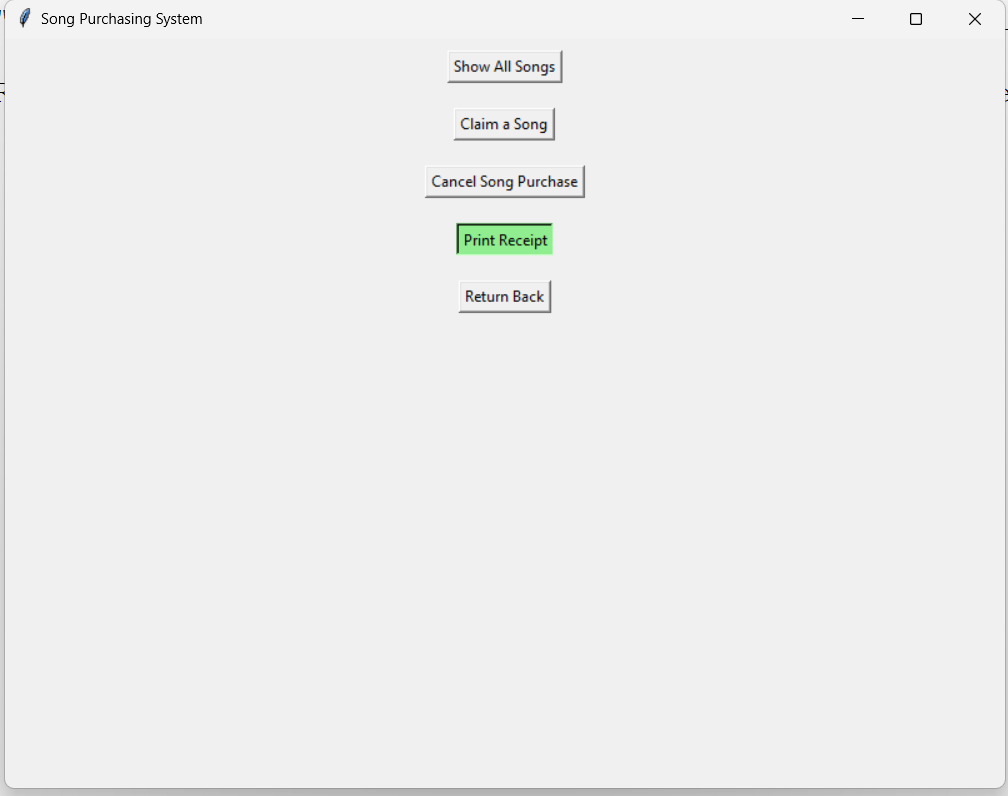 Song Purchasing System
Show All Songs
Claim a Song
Cancel Song Purchase
Print Receipt
Return Back